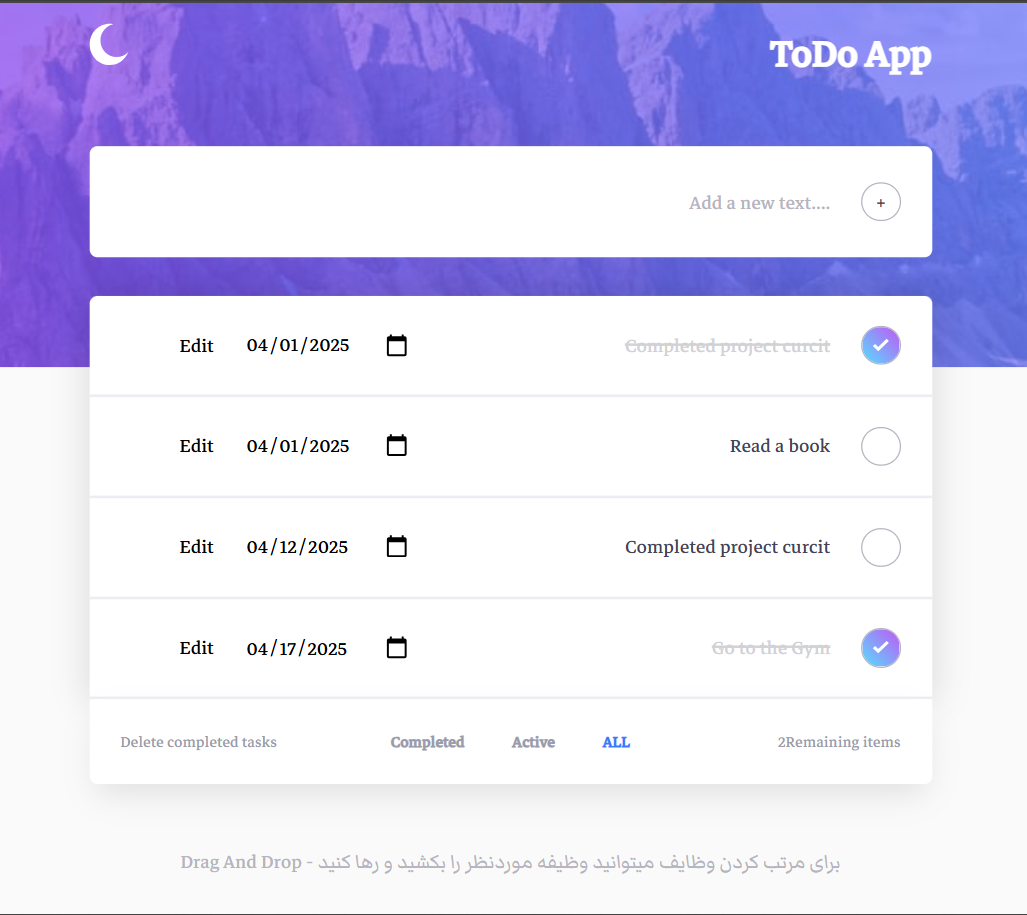 ToDo App
Add a new text.... +
Edit 04/01/2025 Completed project curcit
Edit 04/01/2025 Read a book
Edit 04/12/2025 Completed project curcit
Edit 04/17/2025 Go to the Gym
Delete completed tasks Completed Active ALL 2Remaining items
برای مرتب کردن وظایف میتوانید وظیفه موردنظر را بکشید و رها کنید - Drag And Drop